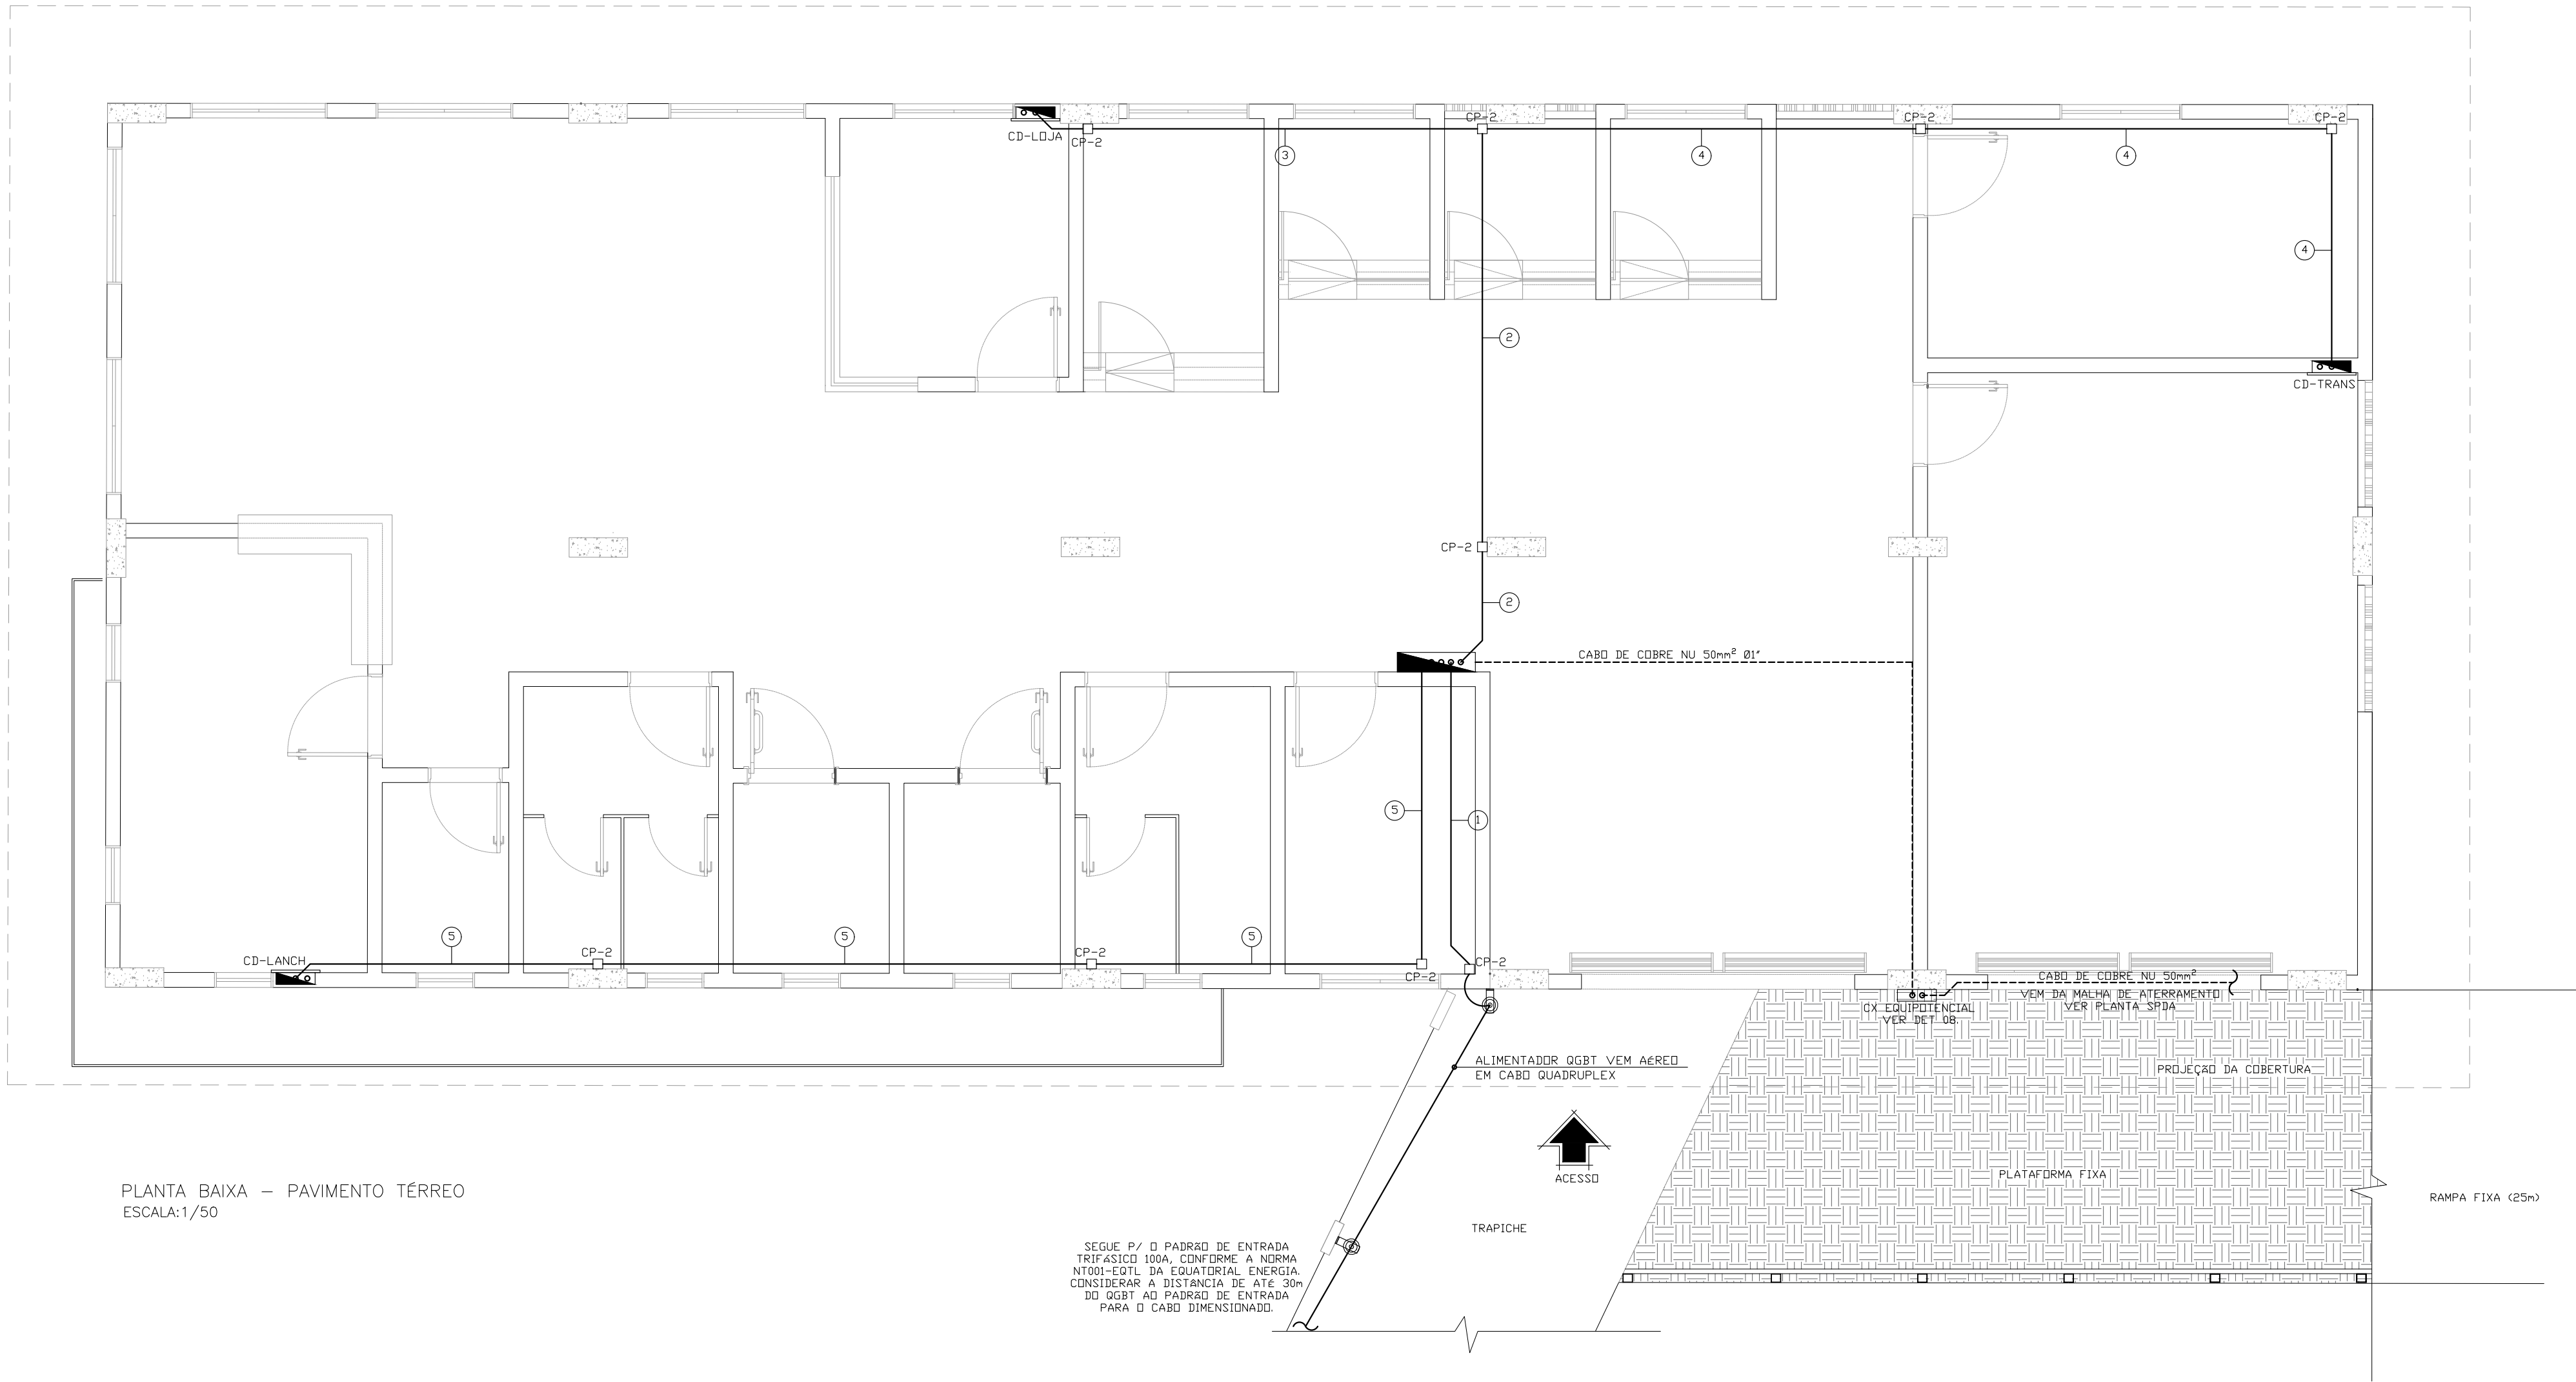 CP-2
CP-2
CP-2
CD-LOJA
CP-2
3
4
4
4
2
CD-TRANS
CP-2
2
CABO DE COBRE NU 50mm² Ø1"
5
1
5
5
5
CD-LANCH
CP-2
CP-2
CP-2
CP-2
CABO DE COBRE NU 50mm²
VEM DA MALHA DE ATERRAMENTO
VER PLANTA SPDA
CX EQUIPOTENCIAL
VER DET 08.
ALIMENTADOR QGBT VEM AéREO
EM CABO QUADRUPLEX
PROJEÇÃO DA COBERTURA
ACESSO
PLATAFORMA FIXA
PLANTA BAIXA – PAVIMENTO TÉRREO
ESCALA:1/50
RAMPA FIXA (25m)
TRAPICHE
SEGUE P/ O PADRÃO DE ENTRADA
TRIFáSICO 100A, CONFORME A NORMA
NT001-EQTL DA EQUATORIAL ENERGIA.
CONSIDERAR A DISTâNCIA DE ATé 30m
DO QGBT AO PADRÃO DE ENTRADA
PARA O CABO DIMENSIONADO.